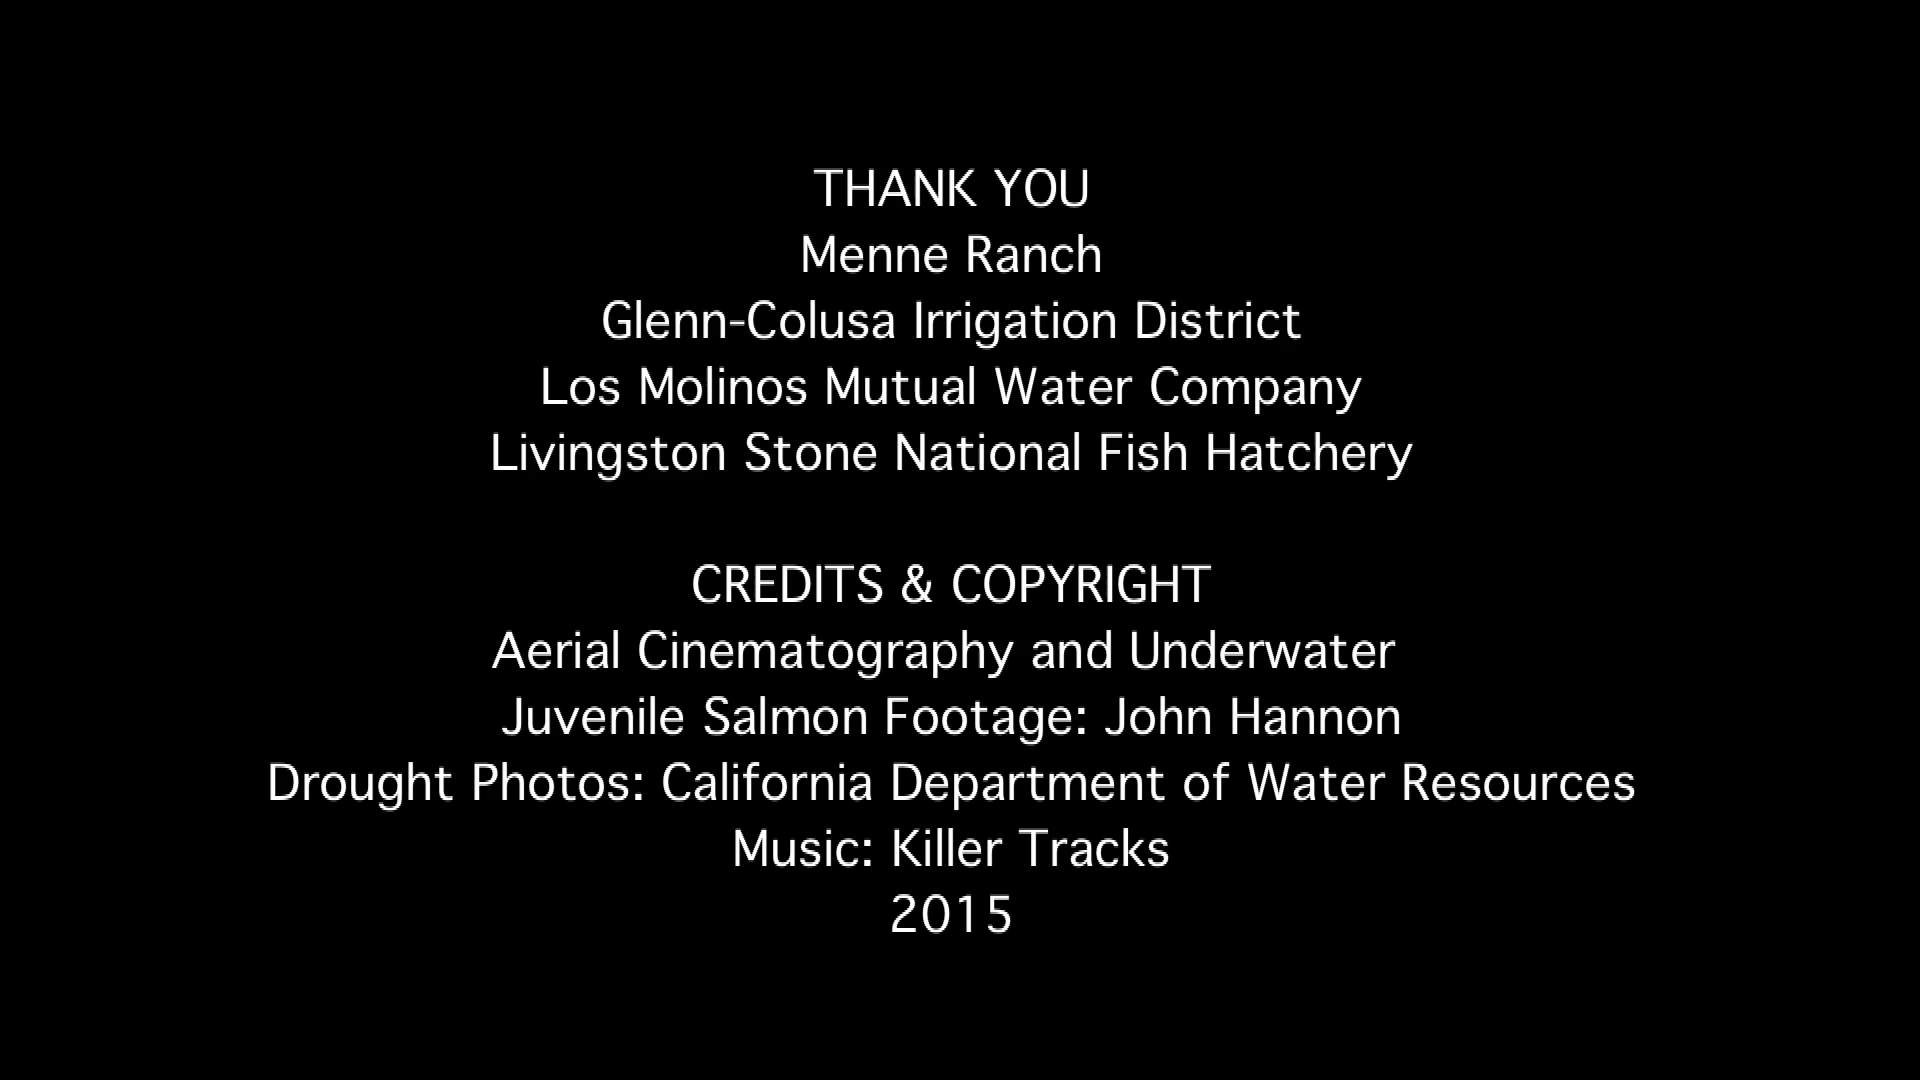 THANK YOU
Menne Ranch
Glenn-Colusa Irrigation District
Los Molinos Mutual Water Company
Livingston Stone National Fish Hatchery
CREDITS & COPYRIGHT
Aerial Cinematography and Underwater
Juvenile Salmon Footage: John Hannon
Drought Photos: California Department of Water Resources
Music: Killer Tracks
2015